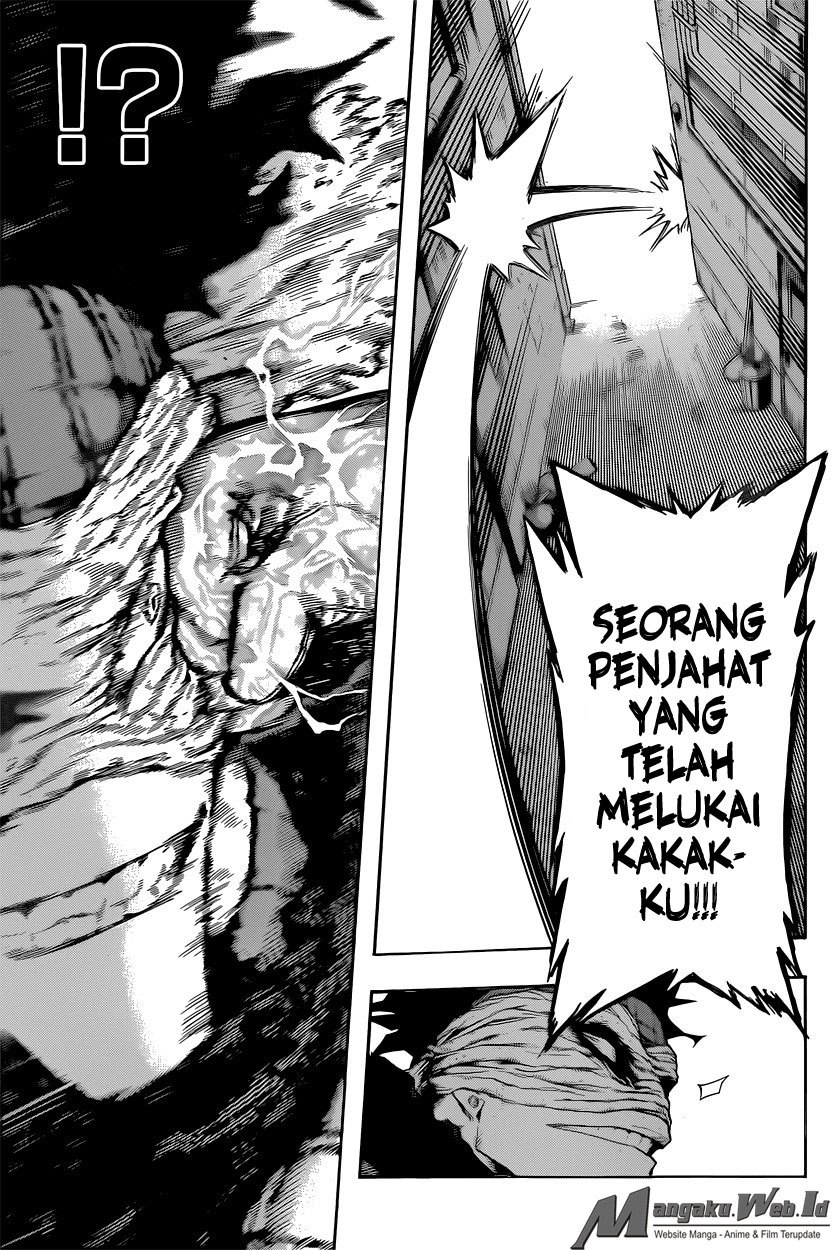 SEORANG
PENJAHAT
YANG
TELAH
MELUKAI
KAKAK-
KU!!!
!?
Mangaku.Web.Id
Website Manga - Anime & Film Terupdate